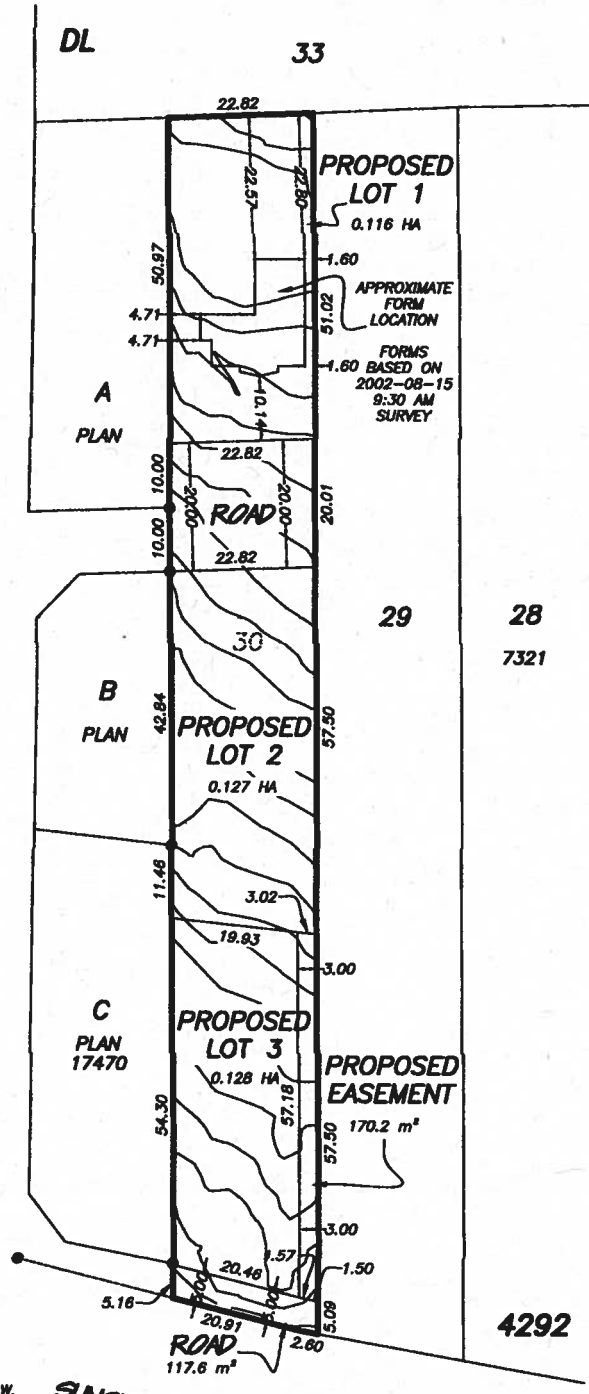 DL
33
22.82
PROPOSED
LOT 1
0.116 HA
22.57
22.80
1.60
50.97
APPROXIMATE
FORM
LOCATION
51.02
4.71
4.71
1.60
FORMS
BASED ON
2002-08-15
9:30 AM
SURVEY
A
PLAN
10.14
22.82
10.00
20.00
ROAD
20.00
20.01
10.00
22.82
29
28
7321
30
B
PLAN
42.84
PROPOSED
LOT 2
0.127 HA
57.50
11.46
3.02
19.93
3.00
C
PLAN
17470
PROPOSED
LOT 3
0.128 HA
57.18
PROPOSED
EASEMENT
170.2 m²
54.30
57.50
3.00
1.57
20.46
1.50
5.00
5.00
5.16
20.91
5.09
2.60
ROAD
117.6 m²
4292